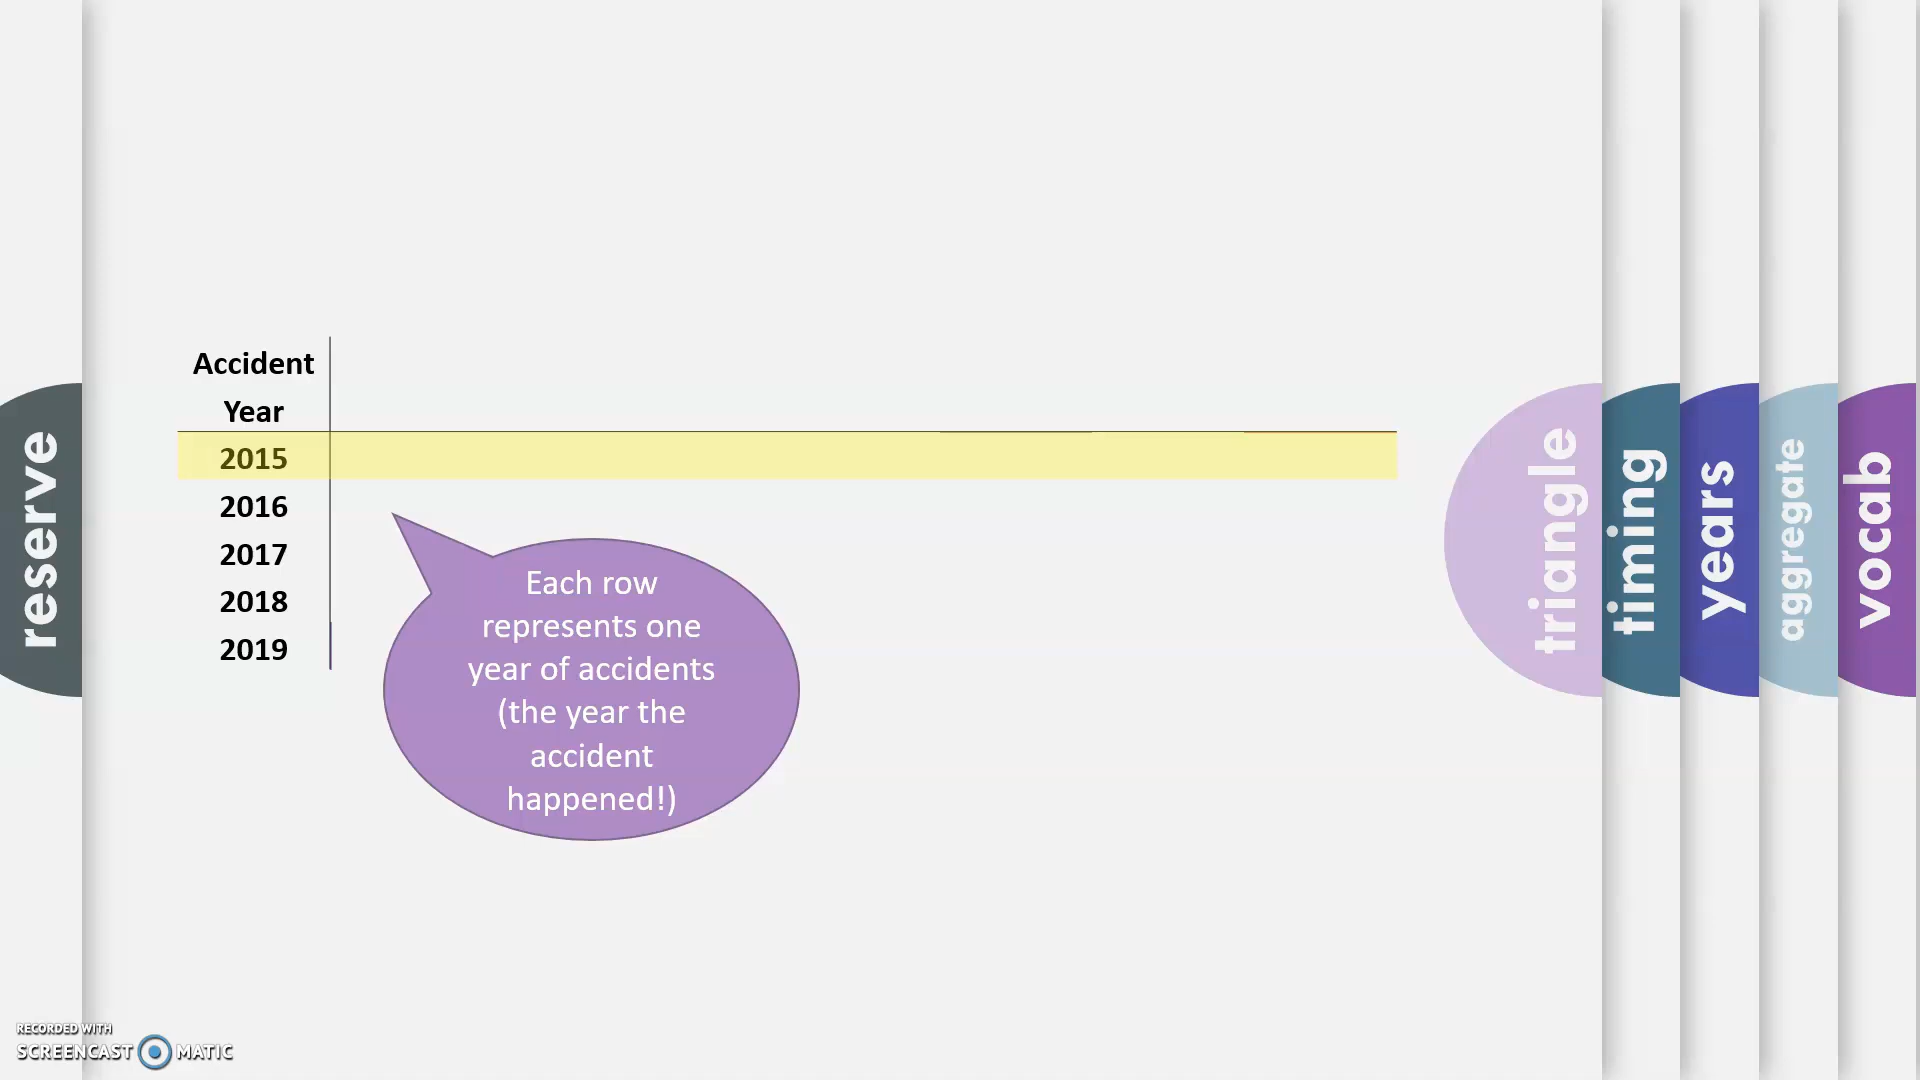 reserve
Accident
Year
2015
2016
2017
2018
2019
Each row
represents one
year of accidents
(the year the
accident
happened!)
triangle
timing
years
aggregate
vocab
RECORDED WITH
SCREENCAST MATIC